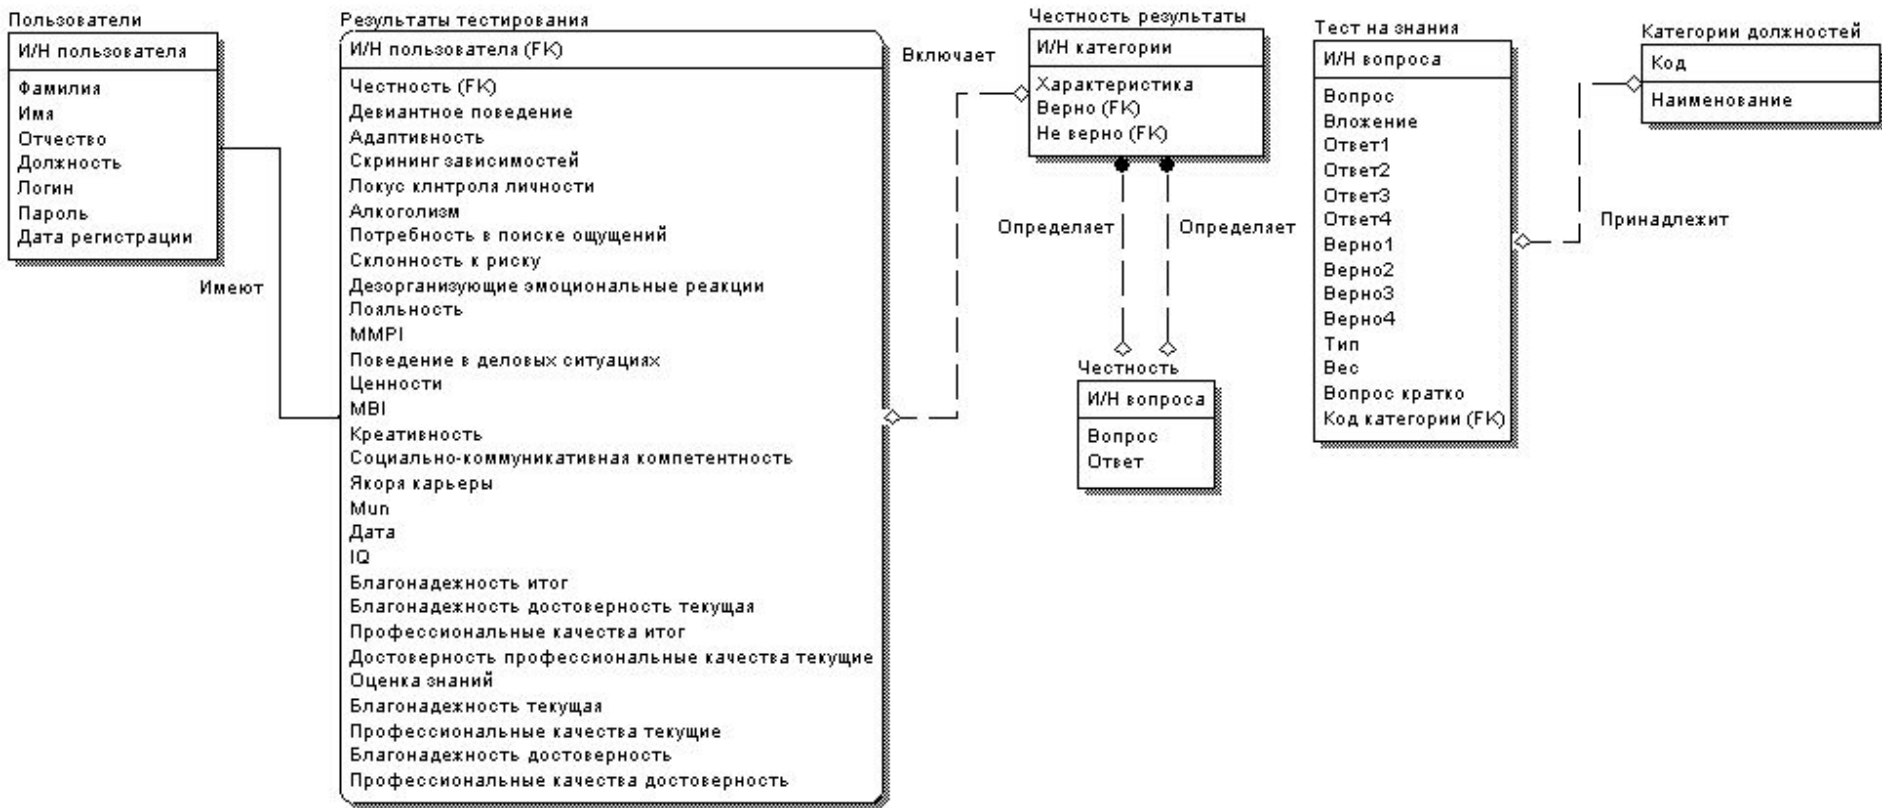 Пользователи
И/Н пользователя
Фамилия
Имя
Отчество
Должность
Логин
Пароль
Дата регистрации
Имеют
Результаты тестирования
И/Н пользователя (FK)
Честность (FK)
Девиантное поведение
Адаптивность
Скрининг зависимостей
Локус клнтроля личности
Алкоголизм
Потребность в поиске ощущений
Склонность к риску
Дезорганизующие эмоциональные реакции
Лояльность
MMPI
Поведение в деловых ситуациях
Ценности
MBI
Креативность
Социально-коммуникативная компетентность
Якоря карьеры
Mun
Дата
IQ
Благонадежность итог
Благонадежность достоверность текущая
Профессиональные качества итог
Достоверность профессиональные качества текущие
Оценка знаний
Благонадежность текущая
Профессиональные качества текущие
Благонадежность достоверность
Профессиональные качества достоверность
Включает
Честность результаты
И/Н категории
Характеристика
Верно (FK)
Не верно (FK)
Определяет
Определяет
Честность
И/Н вопроса
Вопрос
Ответ
Тест на знания
И/Н вопроса
Вопрос
Вложение
Ответ1
Ответ2
Ответ3
Ответ4
Верно1
Верно2
Верно3
Верно4
Тип
Вес
Вопрос кратко
Код категории (FK)
Принадлежит
Категории должностей
Код
Наименование